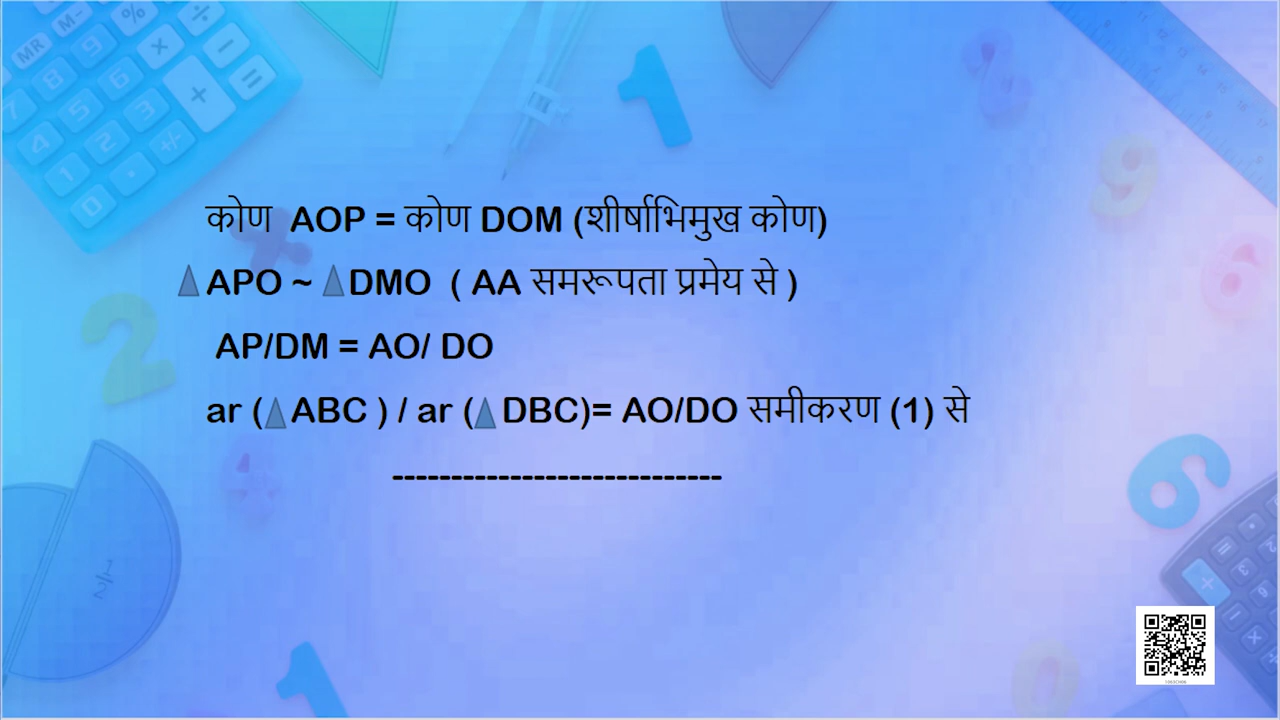 कोण AOP = कोण DOM (शीर्षाभिमुख कोण)
APO ~ DMO ( AA समरूपता प्रमेय से )
AP/DM = AO/ DO
ar ( ABC ) / ar ( DBC)= AO/DO समीकरण (1) से
----------------------------